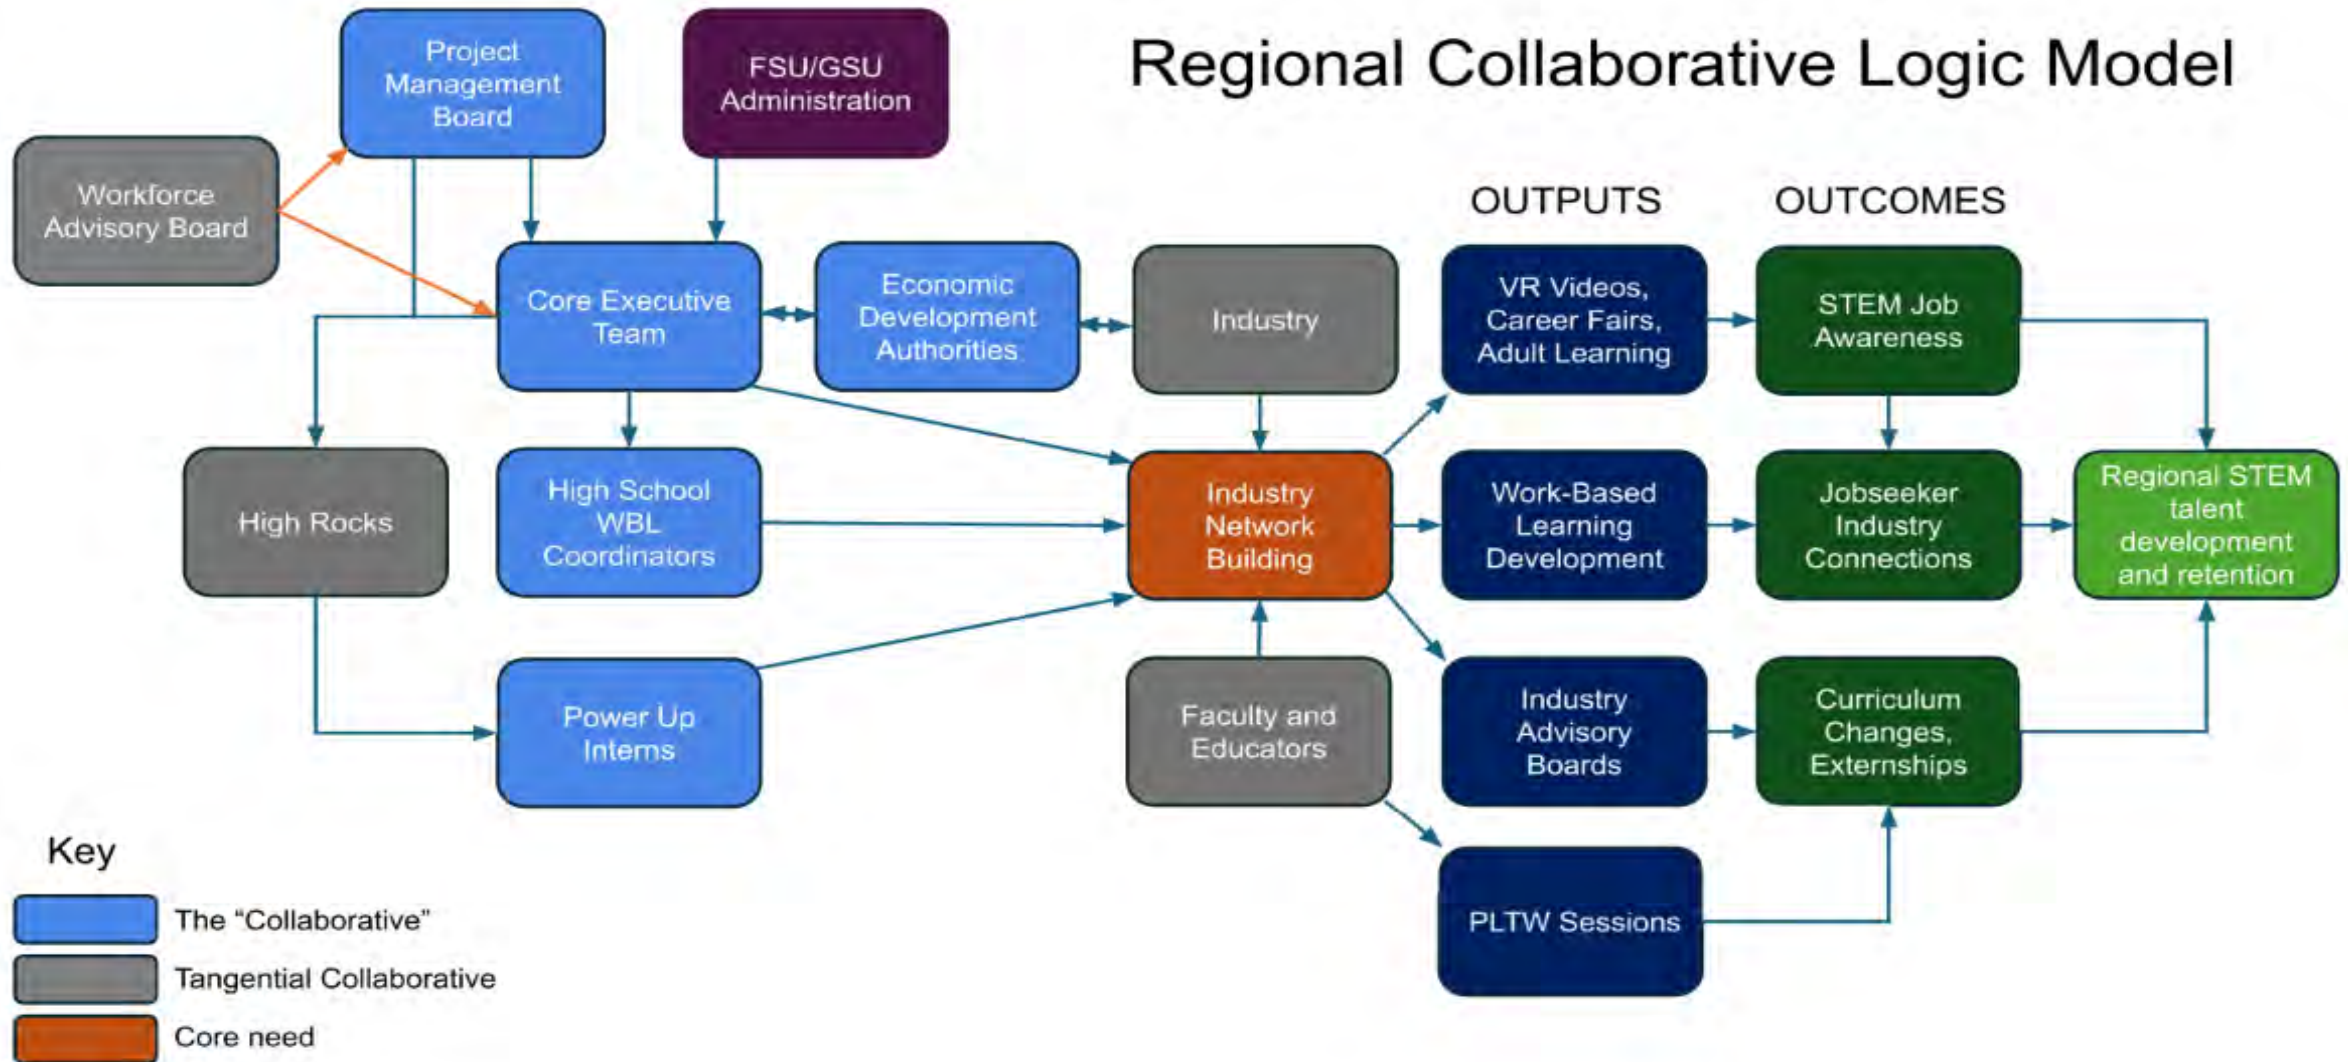 Regional Collaborative Logic Model
Project
Management
Board
FSU/GSU
Administration
Workforce
Advisory Board
OUTPUTS
OUTCOMES
Core Executive
Team
Economic
Development
Authorities
Industry
VR Videos,
Career Fairs,
Adult Learning
STEM Job
Awareness
High Rocks
High School
WBL
Coordinators
Industry
Network
Building
Work-Based
Learning
Development
Jobseeker
Industry
Connections
Regional STEM
talent
development
and retention
Power Up
Interns
Faculty and
Educators
Industry
Advisory
Boards
Curriculum
Changes,
Externships
PLTW Sessions
Key
The “Collaborative”
Tangential Collaborative
Core need